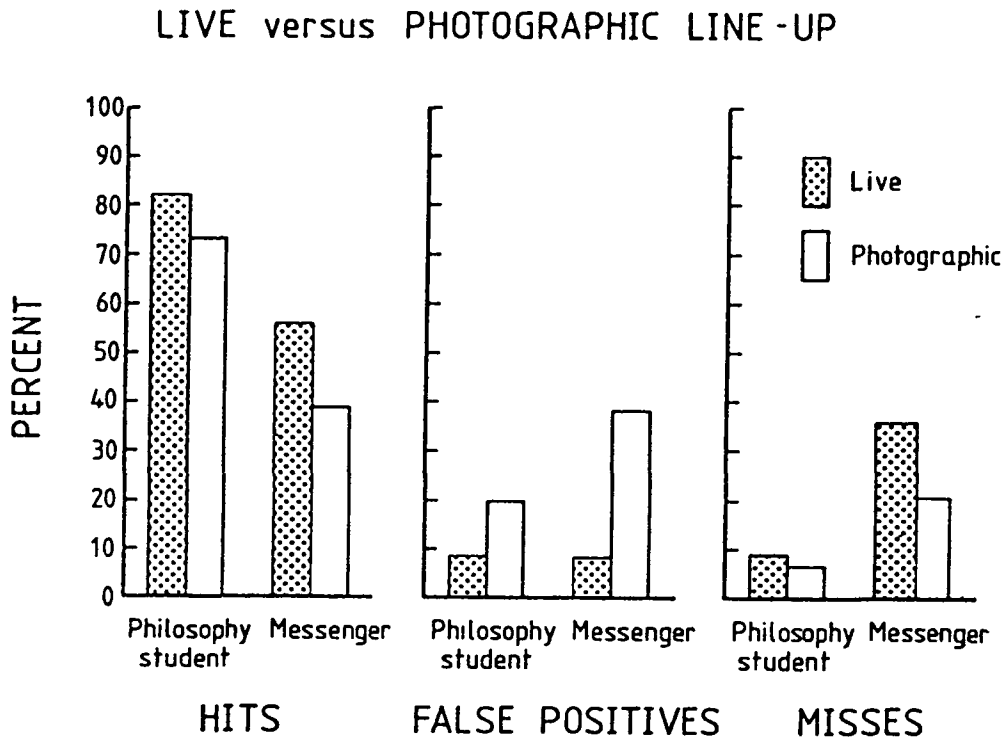 LIVE versus PHOTOGRAPHIC LINE-UP
PERCENT
100
90
80
70
60
50
40
30
20
10
0
Live
Photographic
Philosophy student
Messenger
Philosophy student
Messenger
Philosophy student
Messenger
HITS
FALSE POSITIVES
MISSES